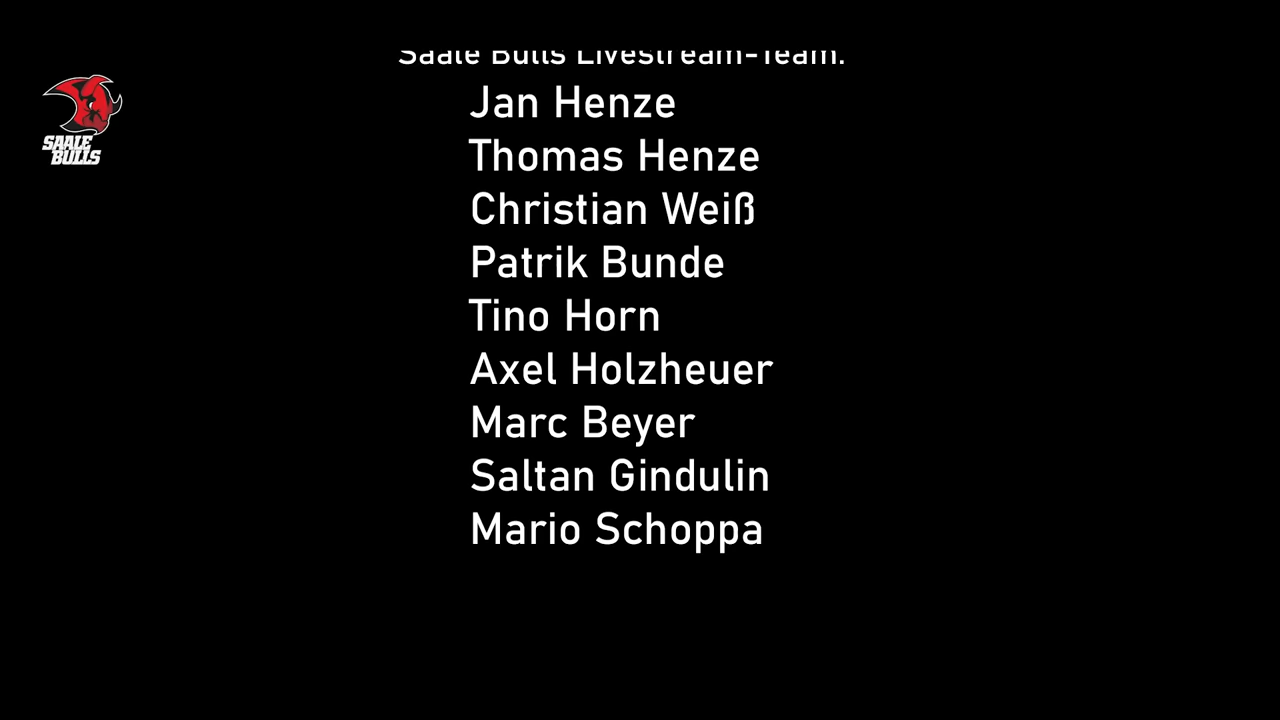 Saale Bulls Livestream-Team:
SAALE
BULLS
Jan Henze
Thomas Henze
Christian Weiß
Patrik Bunde
Tino Horn
Axel Holzheuer
Marc Beyer
Saltan Gindulin
Mario Schoppa